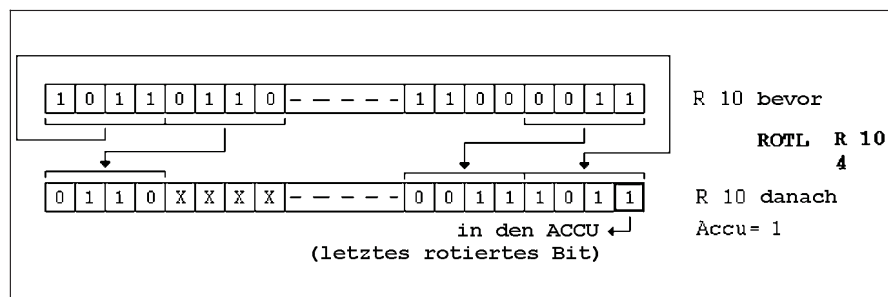 1 0 1 1 0 1 1 0 - - - - - 1 1 0 0 0 0 1 1 R 10 bevor
ROTL R 10
4
0 1 1 0 X X X X - - - - - 0 0 1 1 1 0 1 1 R 10 danach
in den ACCU Accu= 1
(letztes rotiertes Bit)